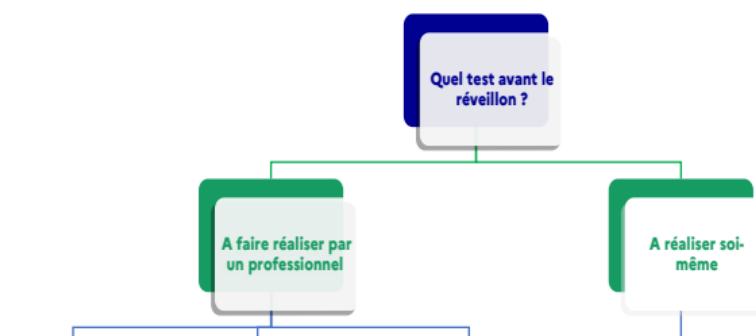 Quel test avant le
réveillon ?
A faire réaliser par
un professionnel
A réaliser soi-
même